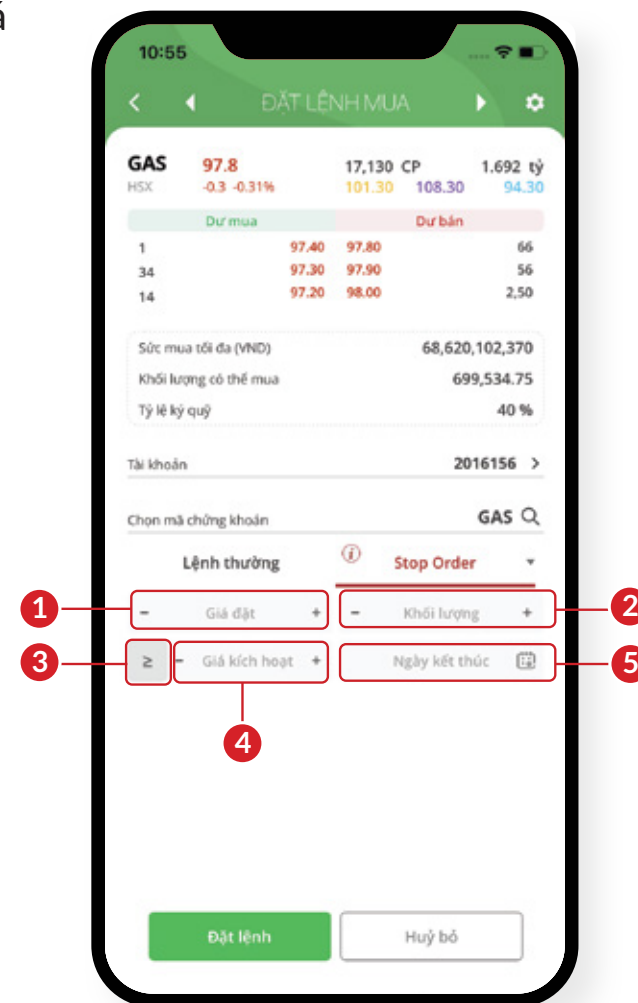 á
10:55
ĐẶT LỆNH MUA
GAS 97.8 17,130 CP 1.692 tỷ
HSX -0.3 -0.31% 101.30 108.30 94.30
Dư mua Dư bán
1 97.40 97.80 66
34 97.30 97.90 56
14 97.20 98.00 2,50
Sức mua tối đa (VND) 68,620,102,370
Khối lượng có thể mua 699,534.75
Tỷ lệ ký quỹ 40 %
Tài khoản 2016156 >
Chọn mã chứng khoán GAS
Lệnh thường i Stop Order
1 - Giá đặt + - Khối lượng + 2
3 ≥ - Giá kích hoạt + Ngày kết thúc 5
4
Đặt lệnh Huỷ bỏ